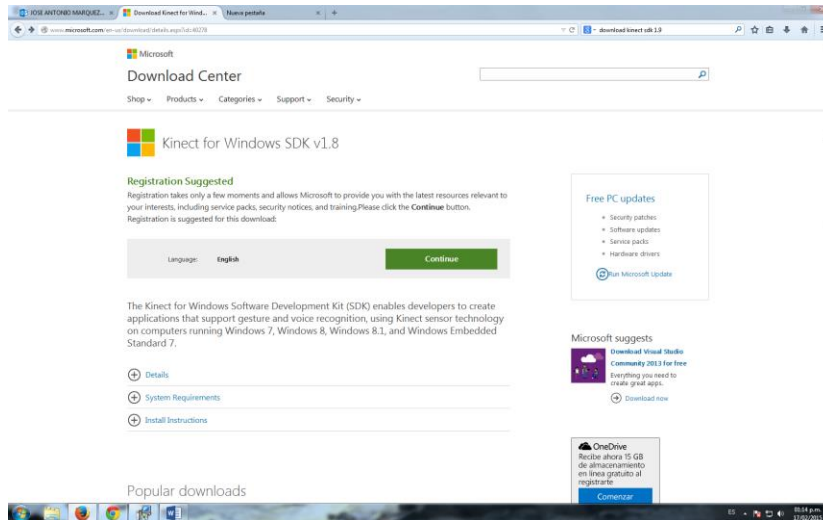 JOSE ANTONIO MARQUEZ...
Download Kinect for Wind...
Nueva pestaña
www.microsoft.com/en-us/download/details.aspx?id=40278
download kinect sdk 1.9
Microsoft
Download Center
Shop
Products
Categories
Support
Security
Kinect for Windows SDK v1.8
Registration Suggested
Registration takes only a few moments and allows Microsoft to provide you with the latest resources relevant to
your interests, including service packs, security notices, and training.Please click the Continue button.
Registration is suggested for this download:
Language: English
Continue
The Kinect for Windows Software Development Kit (SDK) enables developers to create
applications that support gesture and voice recognition, using Kinect sensor technology
on computers running Windows 7, Windows 8, Windows 8.1, and Windows Embedded
Standard 7.
Details
System Requirements
Install Instructions
Popular downloads
Free PC updates
Security patches
Software updates
Service packs
Hardware drivers
Run Microsoft Update
Microsoft suggests
Download Visual Studio
Community 2013 for free
Everything you need to
create great apps.
Download now
OneDrive
Recibe ahora 15 GB
de almacenamiento
en línea gratuito al
registrarte
Comenzar
ES
17/02/2015